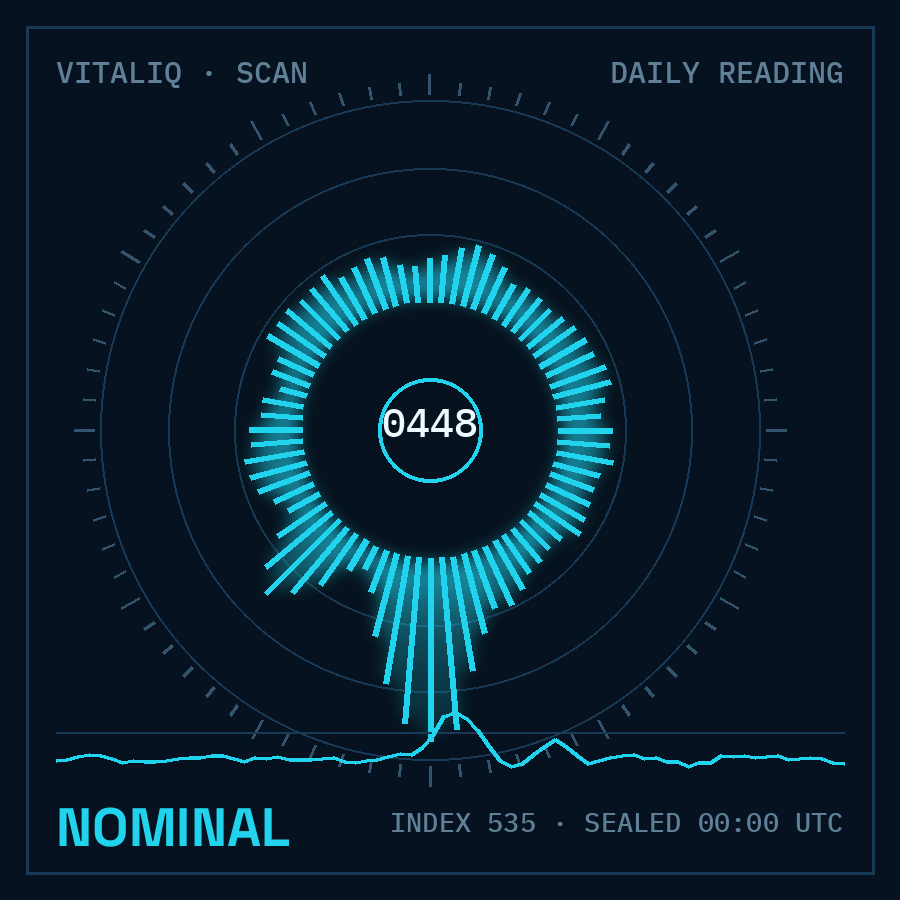 VITALIQ · SCAN
DAILY READING
0448
NOMINAL
INDEX 535 · SEALED 00:00 UTC